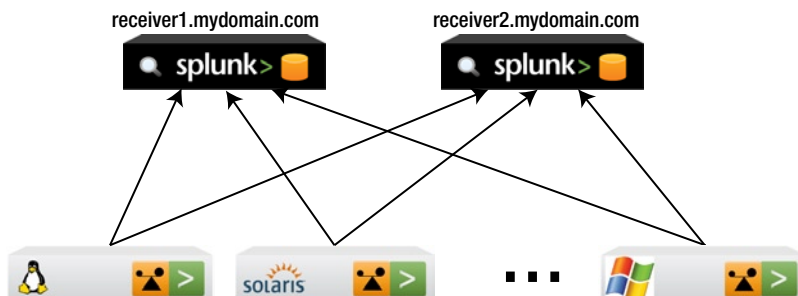 receiver1.mydomain.com
receiver2.mydomain.com
splunk>
splunk>
solaris
>
>
...
>